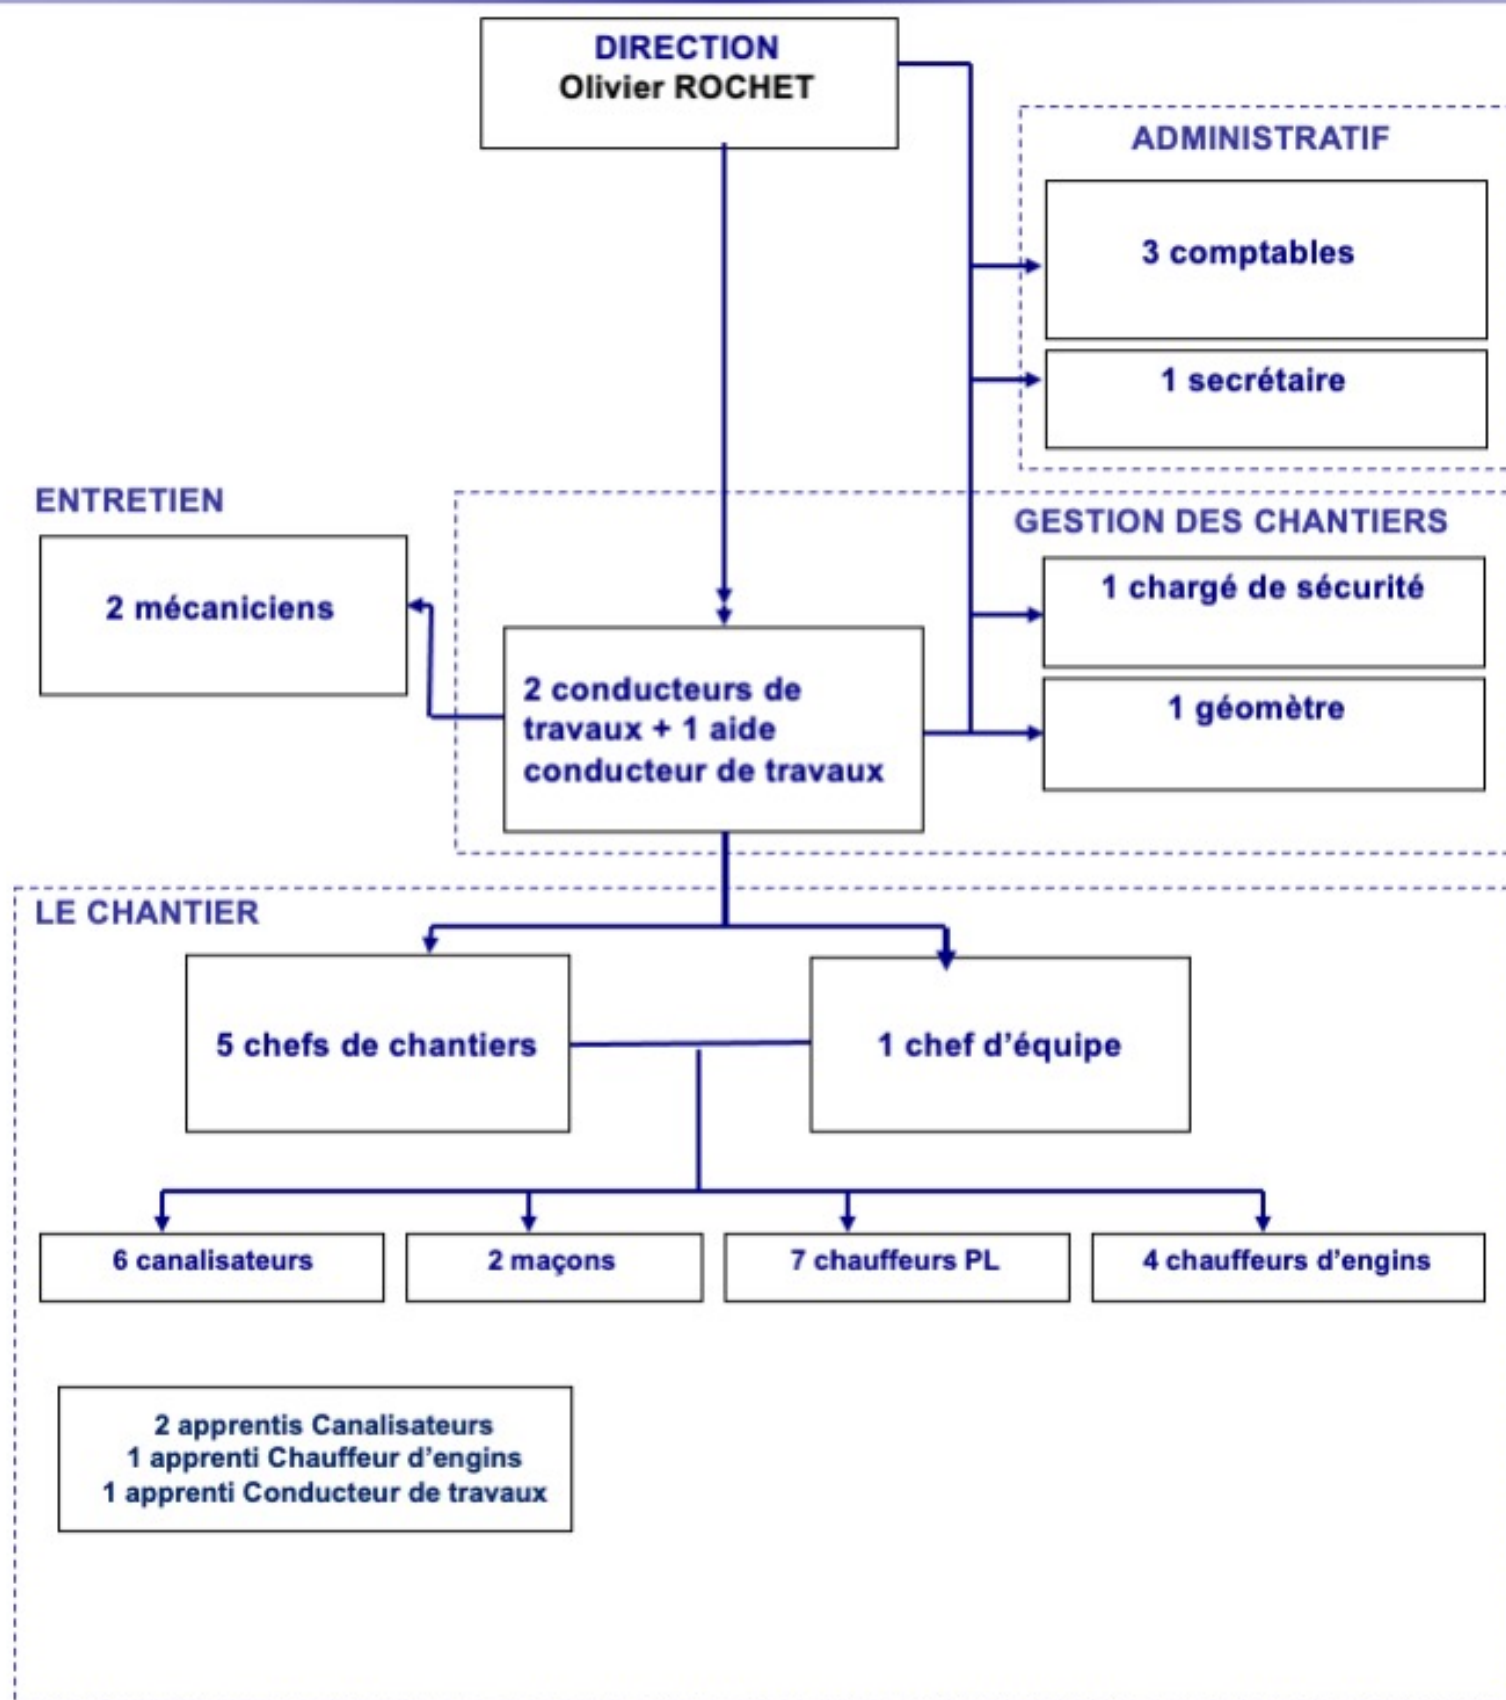 DIRECTION
Olivier ROCHET
ADMINISTRATIF
3 comptables
1 secrétaire
ENTRETIEN
2 mécaniciens
GESTION DES CHANTIERS
1 chargé de sécurité
1 géomètre
2 conducteurs de
travaux + 1 aide
conducteur de travaux
LE CHANTIER
5 chefs de chantiers
1 chef d’équipe
6 canalisateurs
2 maçons
7 chauffeurs PL
4 chauffeurs d’engins
2 apprentis Canalisateurs
1 apprenti Chauffeur d’engins
1 apprenti Conducteur de travaux